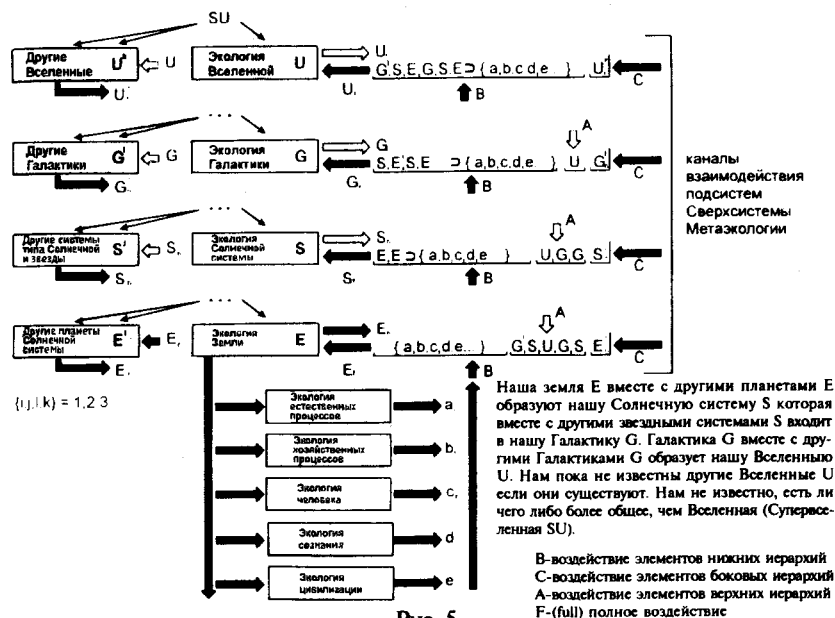 SU
Другие
Вселенные
U
Экология
Вселенной
U
G S, E, G, S, E ⊃ { a,b,c,d,e }
U
B
C
Другие
Галактики
G
Экология
Галактики
G
A
S, E, S, E ⊃ { a,b,c,d,e }
U
G
B
C
каналы
взаимодействия
подсистем
Сверхсистемы
Метаэкологии
Другие системы
типа Солнечной
и звезды
S
Экология
Солнечной
системы
S
A
E, E ⊃ { a,b,c,d,e }
U, G, G
S
B
C
Другие планеты
Солнечной
системы
E
Экология
Земли
E
A
{ a,b,c,d e... }
G S, U, G, S
E
B
C
{i,j,l,k} = 1,2 3
Экология
естественных
процессов
a
Экология
хозяйственных
процессов
b
Экология
человека
c
Экология
сознания
d
Экология
цивилизации
e
Наша земля E вместе с другими планетами E
образуют нашу Солнечную систему S которая
вместе с другими звездными системами S входит
в нашу Галактику G. Галактика G вместе с дру-
гими Галактиками G образует нашу Вселенную
U. Нам пока не известны другие Вселенные U
если они существуют. Нам не известно, есть ли
чего либо более общее, чем Вселенная (Супервсе-
ленная SU).
B-воздействие элементов нижних иерархий
C-воздействие элементов боковых иерархий
A-воздействие элементов верхних иерархий
F-(full) полное воздействие
Рис. 5